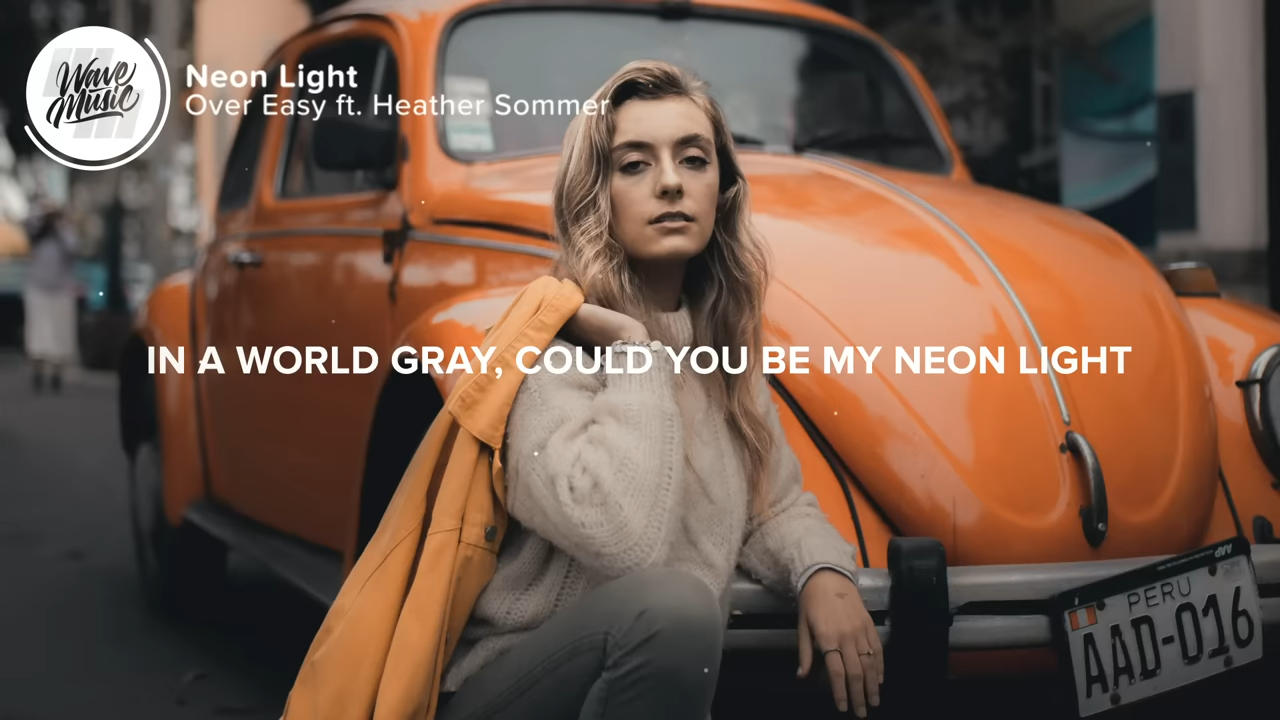 Wave
Music
Neon Light
Over Easy ft. Heather Sommer
IN A WORLD GRAY, COULD YOU BE MY NEON LIGHT
PERU
AAD-016